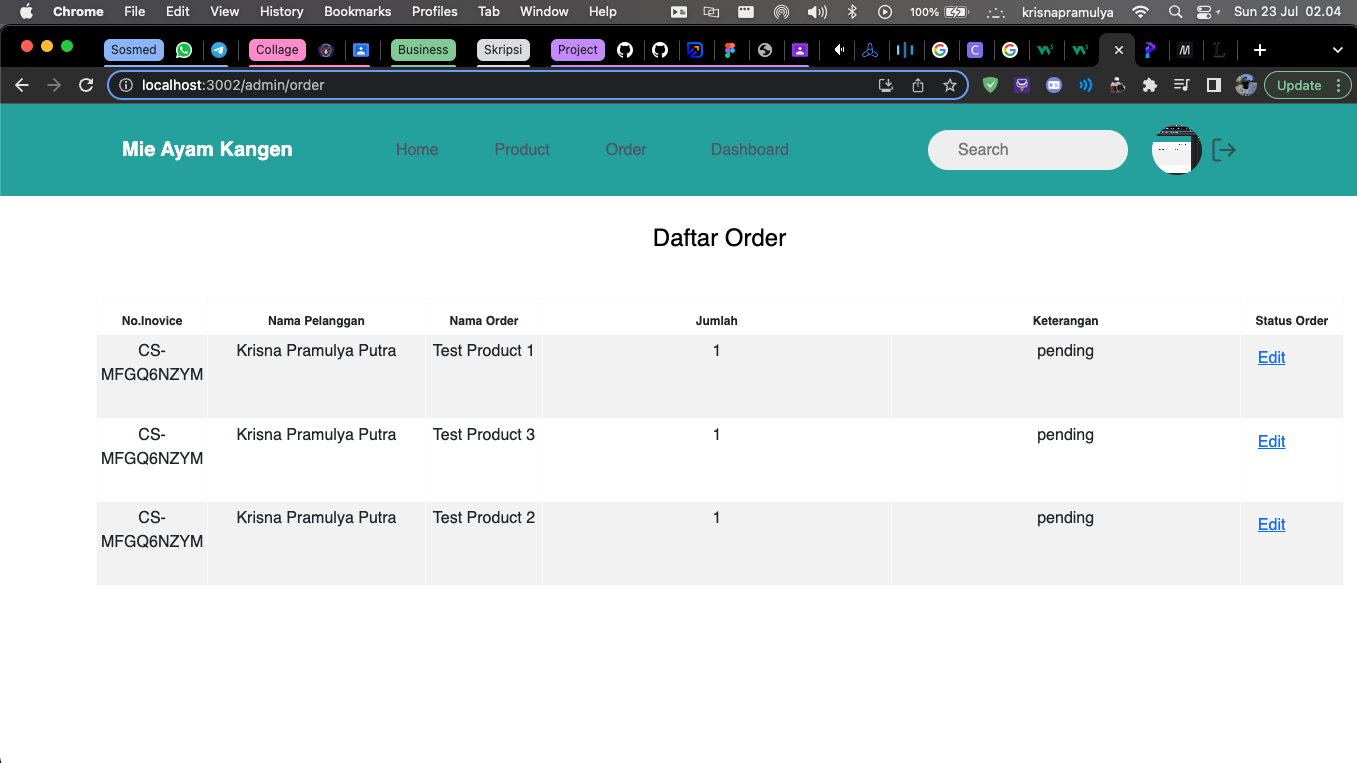 Chrome File Edit View History Bookmarks Profiles Tab Window Help 100% krisnapramulya Sun 23 Jul 02.04
Sosmed Collage Business Skripsi Project
localhost:3002/admin/order Update
Mie Ayam Kangen Home Product Order Dashboard Search
Daftar Order
No.Inovice Nama Pelanggan Nama Order Jumlah Keterangan Status Order
CS-MFGQ6NZYM Krisna Pramulya Putra Test Product 1 1 pending Edit
CS-MFGQ6NZYM Krisna Pramulya Putra Test Product 3 1 pending Edit
CS-MFGQ6NZYM Krisna Pramulya Putra Test Product 2 1 pending Edit